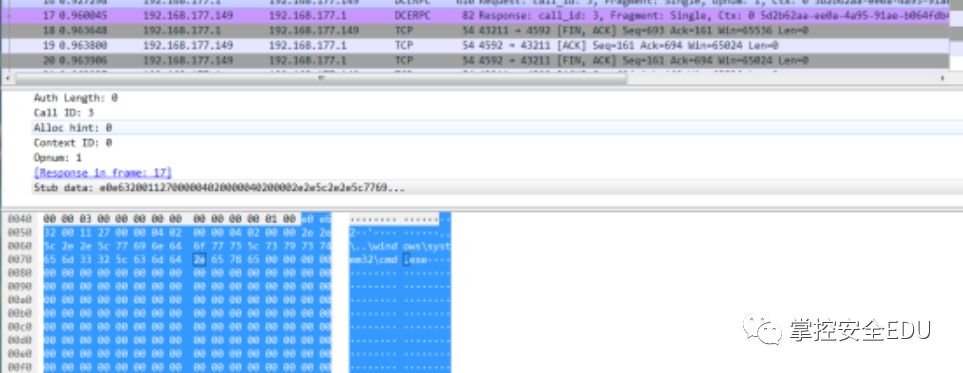 17 0.960045 192.168.177.149 192.168.177.1 DCERPC 82 Response: call_id: 3, Fragment: Single, Ctx: 0
18 0.963648 192.168.177.1 192.168.177.149 TCP 54 43211 → 4592 [FIN, ACK] Seq=693 Ack=161 Win=65536 Len=0
19 0.963800 192.168.177.149 192.168.177.1 TCP 54 4592 → 43211 [ACK] Seq=161 Ack=694 Win=65024 Len=0
20 0.963906 192.168.177.149 192.168.177.1 TCP 54 4592 → 43211 [FIN, ACK] Seq=161 Ack=694 Win=65024 Len=0
Auth Length: 0
Call ID: 3
Alloc hint: 0
Context ID: 0
Opnum: 1
[Response in frame: 17]
Stub data: e0e632001127000004020000040200002e2e5c2e2e5c7769...
0040 00 00 03 00 00 00 00 00 00 00 00 00 01 00 e0 e6
0050 32 00 11 27 00 00 04 02 00 00 04 02 00 00 2e 2e 2··'···· ········..
0060 5c 2e 2e 5c 77 69 6e 64 6f 77 73 5c 73 79 73 74 \..\wind ows\syst
0070 65 6d 33 32 5c 63 6d 64 2e 65 78 65 00 00 00 00 em32\cmd .exe····
0080 00 00 00 00 00 00 00 00 00 00 00 00 00 00 00 00
0090 00 00 00 00 00 00 00 00 00 00 00 00 00 00 00 00
00a0 00 00 00 00 00 00 00 00 00 00 00 00 00 00 00 00
00b0 00 00 00 00 00 00 00 00 00 00 00 00 00 00 00 00
00c0 00 00 00 00 00 00 00 00 00 00 00 00 00 00 00 00
00d0 00 00 00 00 00 00 00 00 00 00 00 00 00 00 00 00
00e0 00 00 00 00 00 00 00 00 00 00 00 00 00 00 00 00
00f0 00 00 00 00 00 00 00 00 00 00 00 00 00 00 00 00
掌控安全EDU